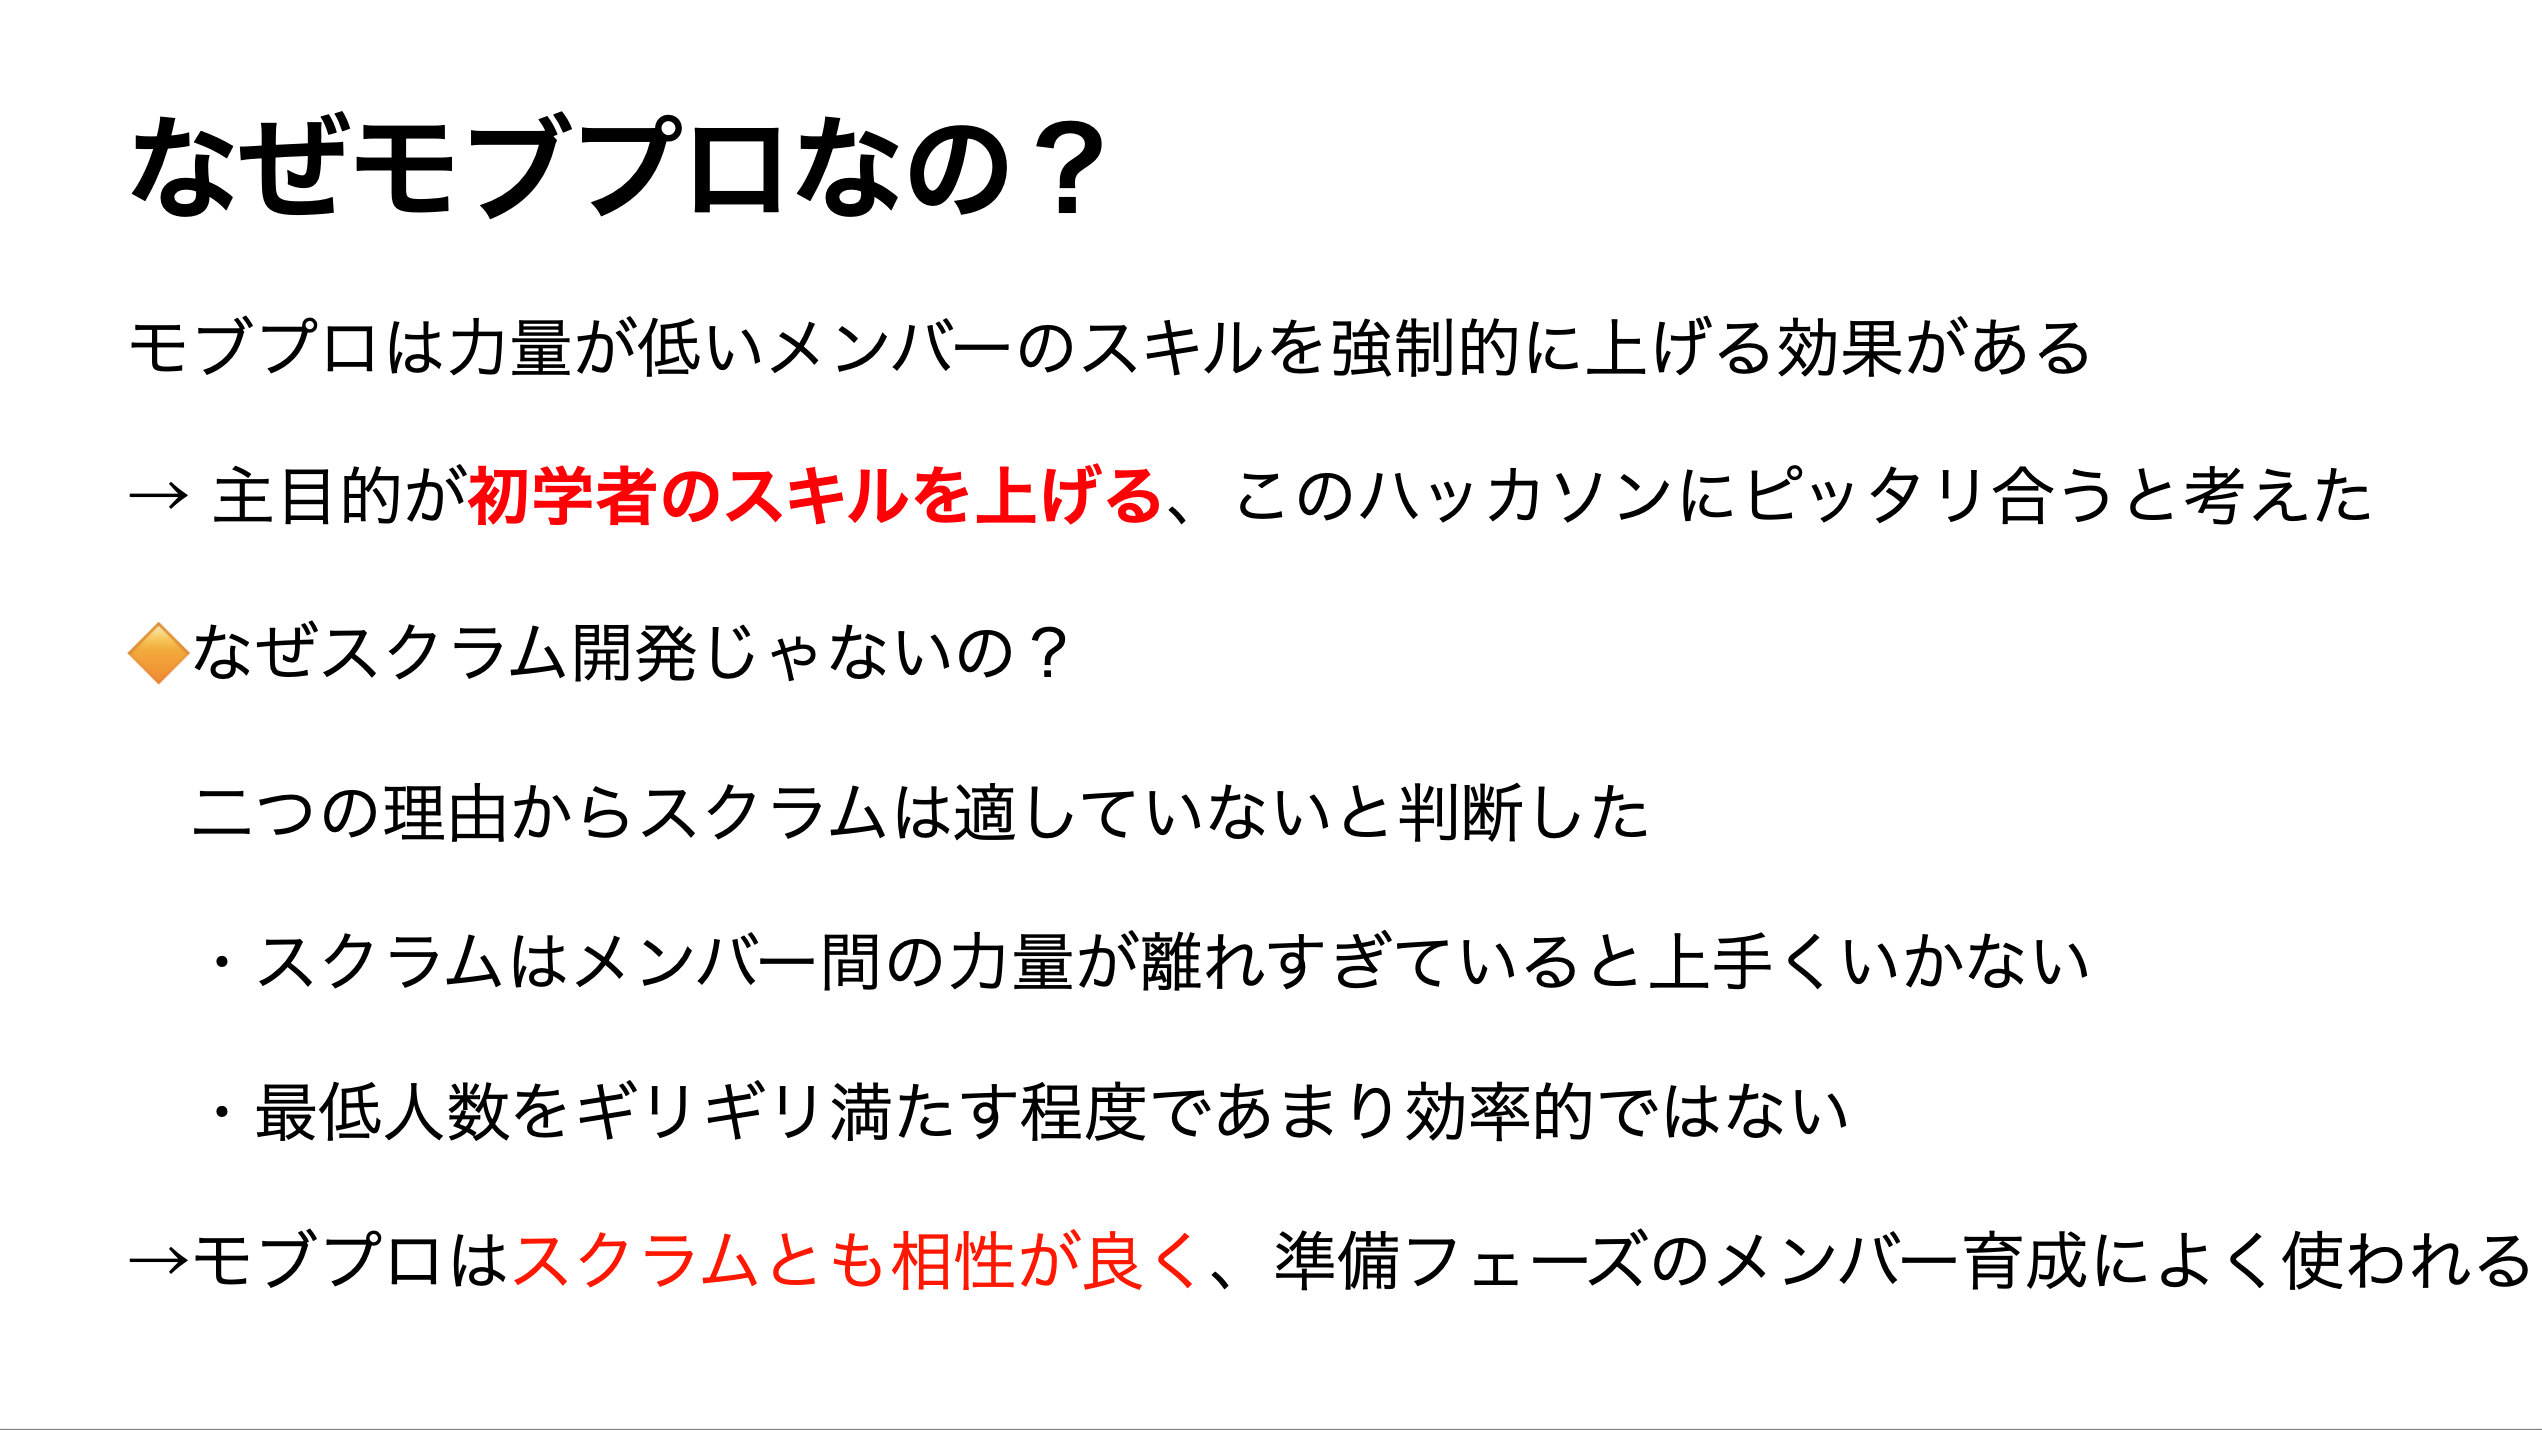 なぜモブプロなの？
モブプロは力量が低いメンバーのスキルを強制的に上げる効果がある
→ 主目的が初学者のスキルを上げる、このハッカソンにピッタリ合うと考えた
🔶なぜスクラム開発じゃないの？
二つの理由からスクラムは適していないと判断した
・スクラムはメンバー間の力量が離れすぎていると上手くいかない
・最低人数をギリギリ満たす程度であまり効率的ではない
→モブプロはスクラムとも相性が良く、準備フェーズのメンバー育成によく使われる